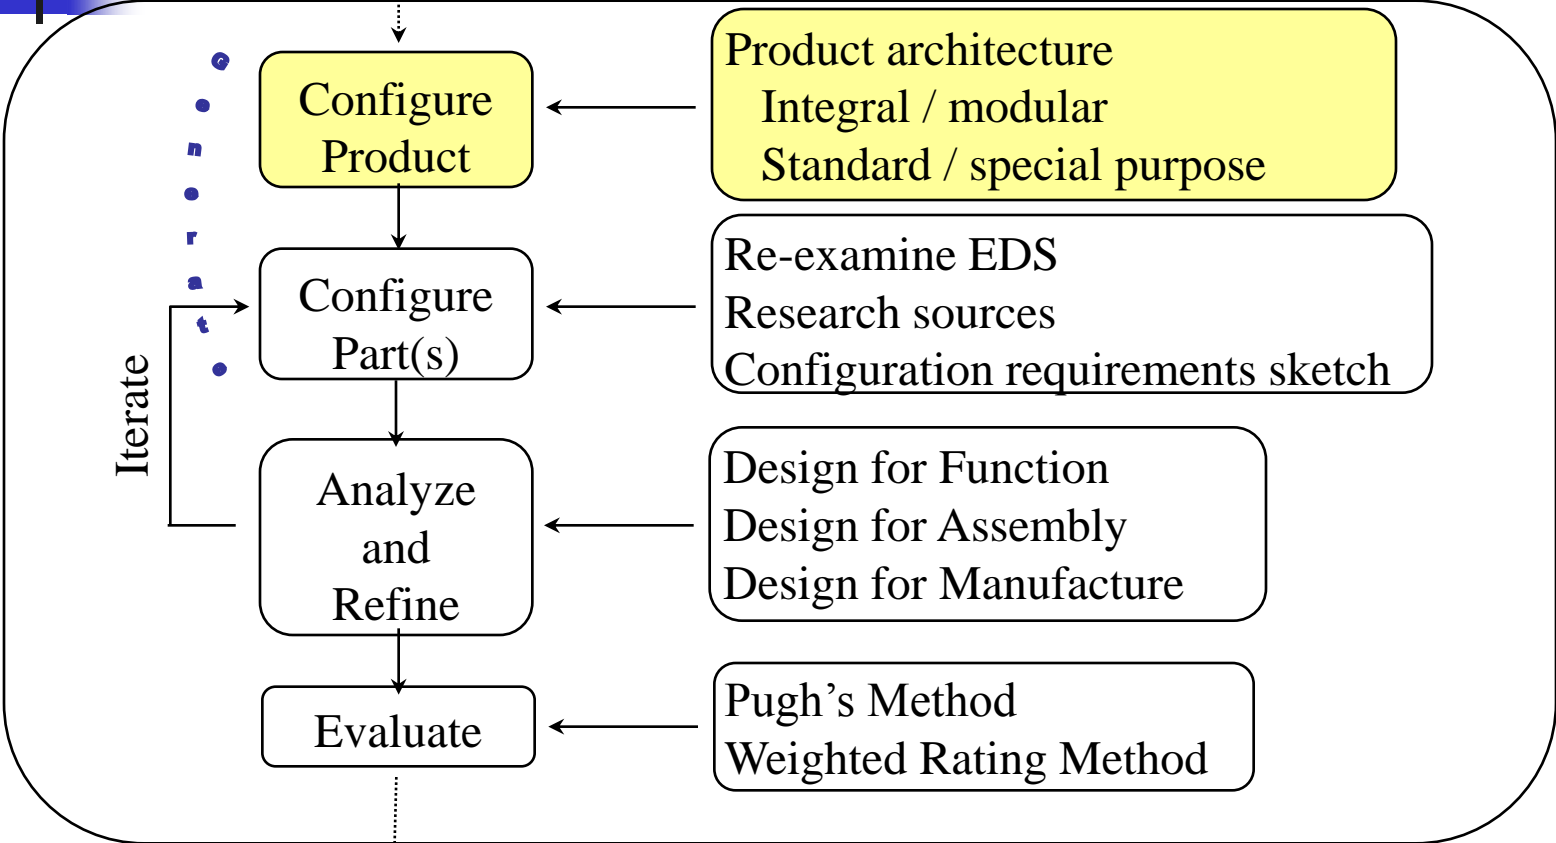 Configure
Product
Product architecture
Integral / modular
Standard / special purpose
Generate
Configure
Part(s)
Re-examine EDS
Research sources
Configuration requirements sketch
Iterate
Analyze
and
Refine
Design for Function
Design for Assembly
Design for Manufacture
Evaluate
Pugh’s Method
Weighted Rating Method